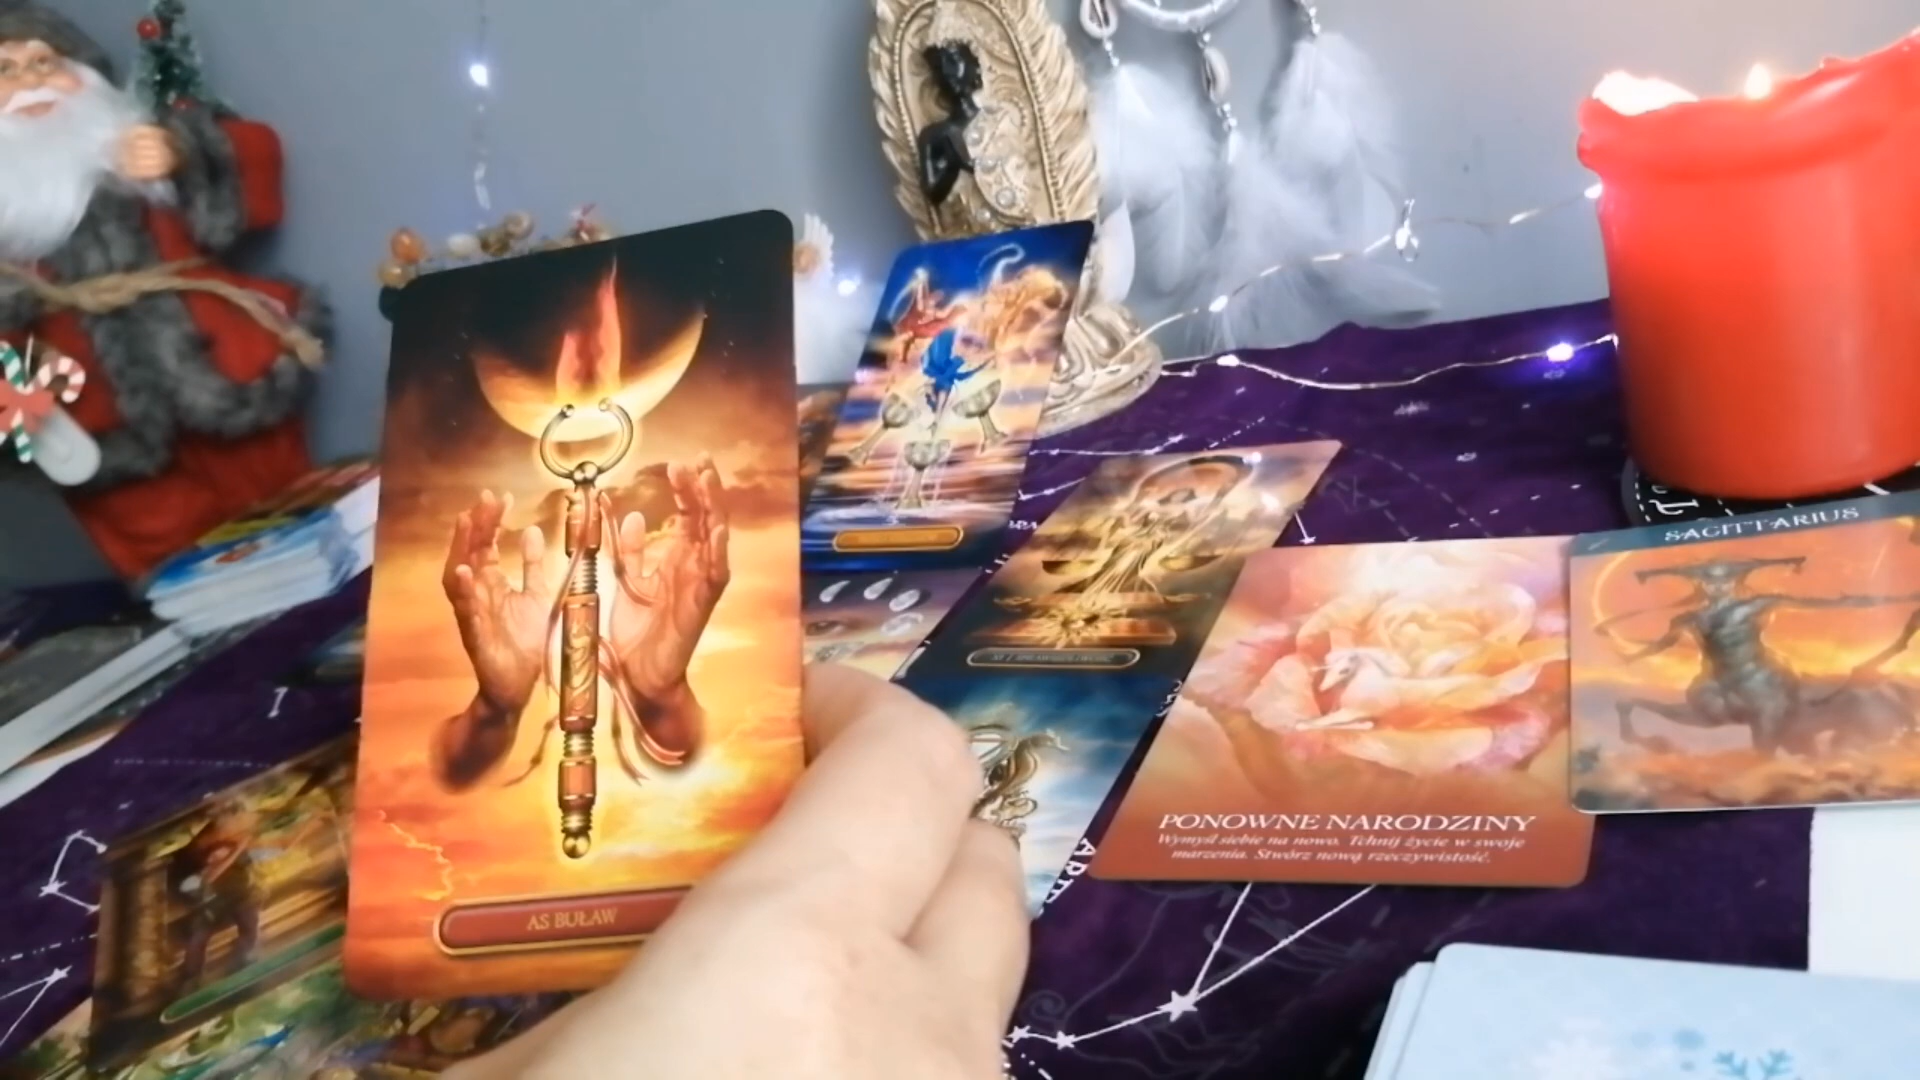 SAGITTARIUS
PONOWNE NARODZINY
Wymyśl siebie na nowo. Tchnij życie w swoje
marzenia. Stwórz nową rzeczywistość.
AS BUŁAW